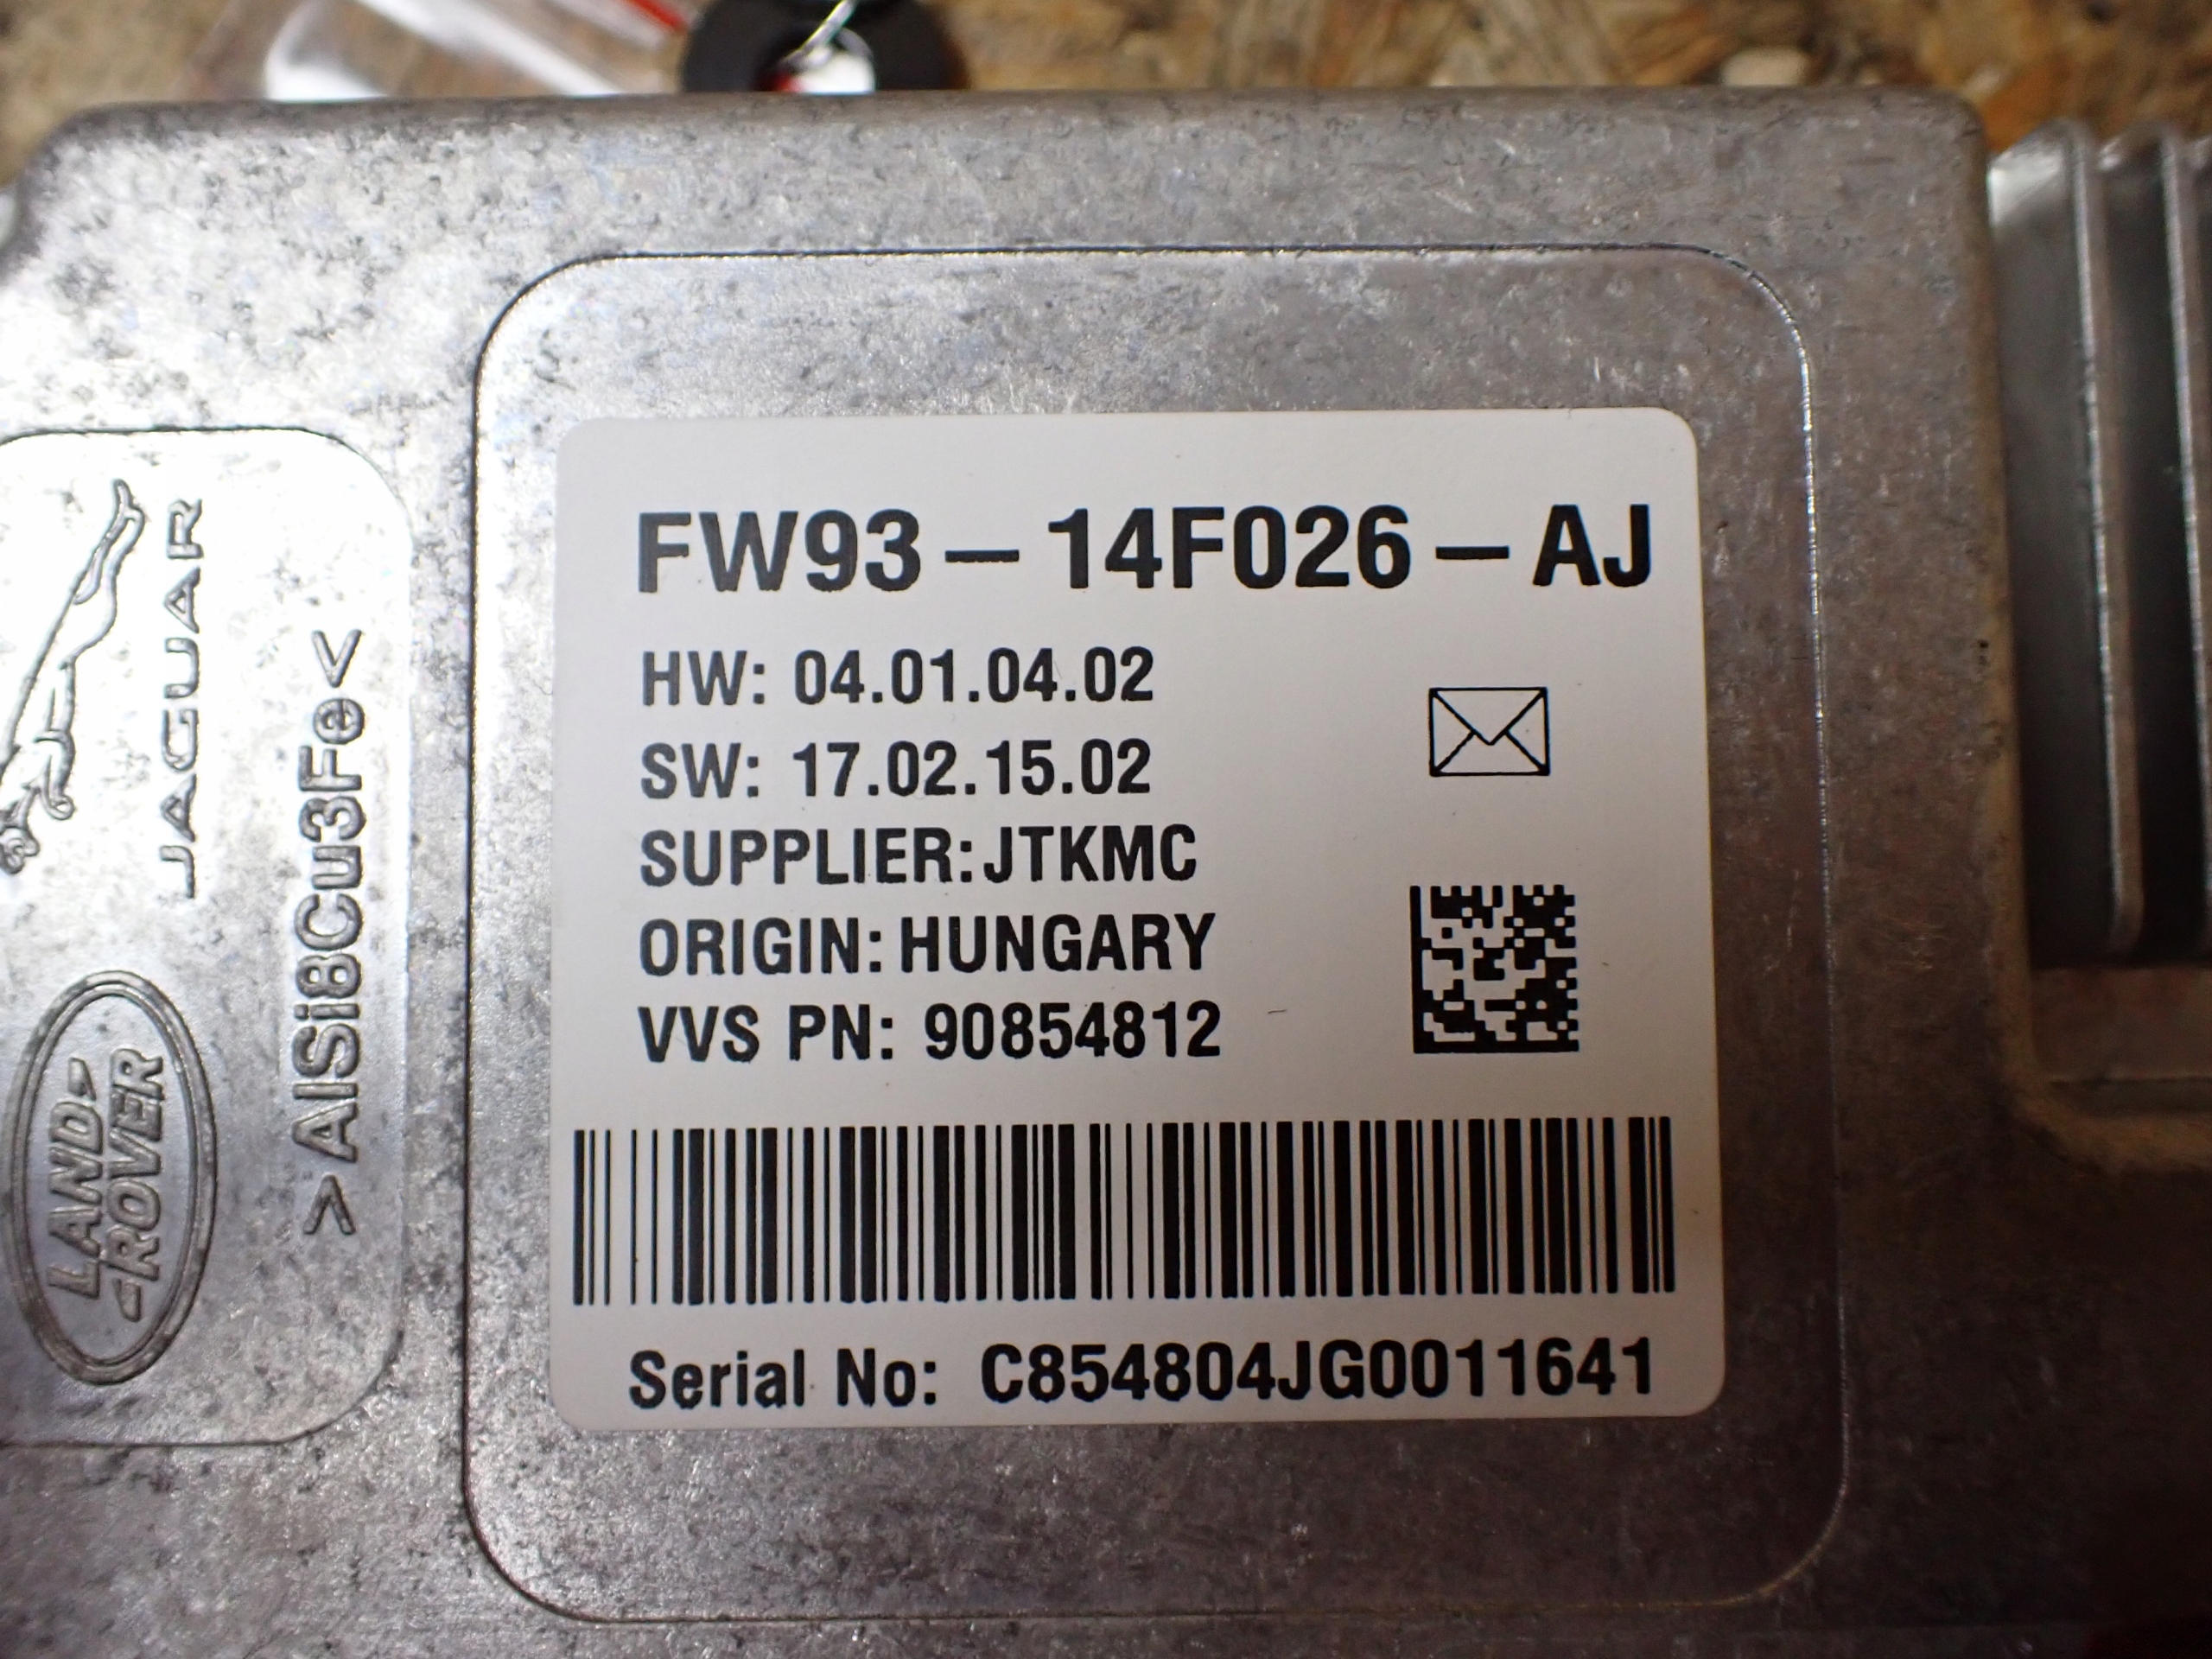 FW93-14F026-AJ
HW: 04.01.04.02
SW: 17.02.15.02
SUPPLIER:JTKMC
ORIGIN: HUNGARY
VVS PN: 90854812
Serial No: C854804JG0011641
JAGUAR
LAND-
-ROVER
>AlSi8Cu3Fe<